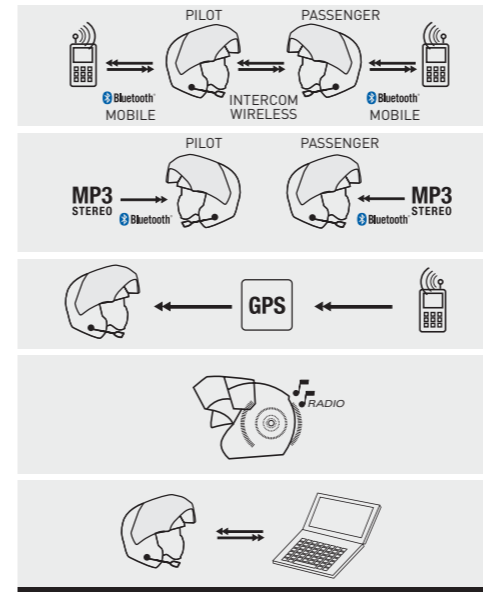 PILOT PASSENGER
Bluetooth Bluetooth
MOBILE INTERCOM WIRELESS MOBILE
PILOT PASSENGER
MP3 STEREO MP3 STEREO
Bluetooth Bluetooth
GPS
RADIO